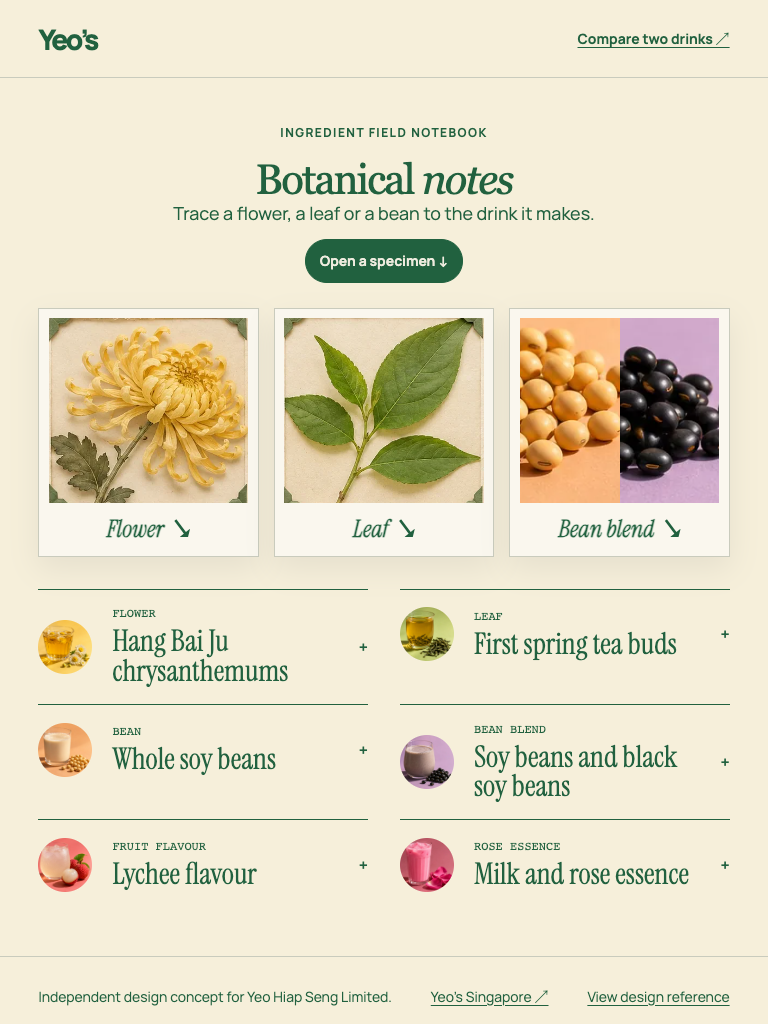 Yeo's
Compare two drinks ↗
INGREDIENT FIELD NOTEBOOK
Botanical notes
Trace a flower, a leaf or a bean to the drink it makes.
Open a specimen ↓
Flower ↘
Leaf ↘
Bean blend ↘
FLOWER
Hang Bai Ju
chrysanthemums
+
LEAF
First spring tea buds
+
BEAN
Whole soy beans
+
BEAN BLEND
Soy beans and black
soy beans
+
FRUIT FLAVOUR
Lychee flavour
+
ROSE ESSENCE
Milk and rose essence
+
Independent design concept for Yeo Hiap Seng Limited.
Yeo's Singapore ↗
View design reference